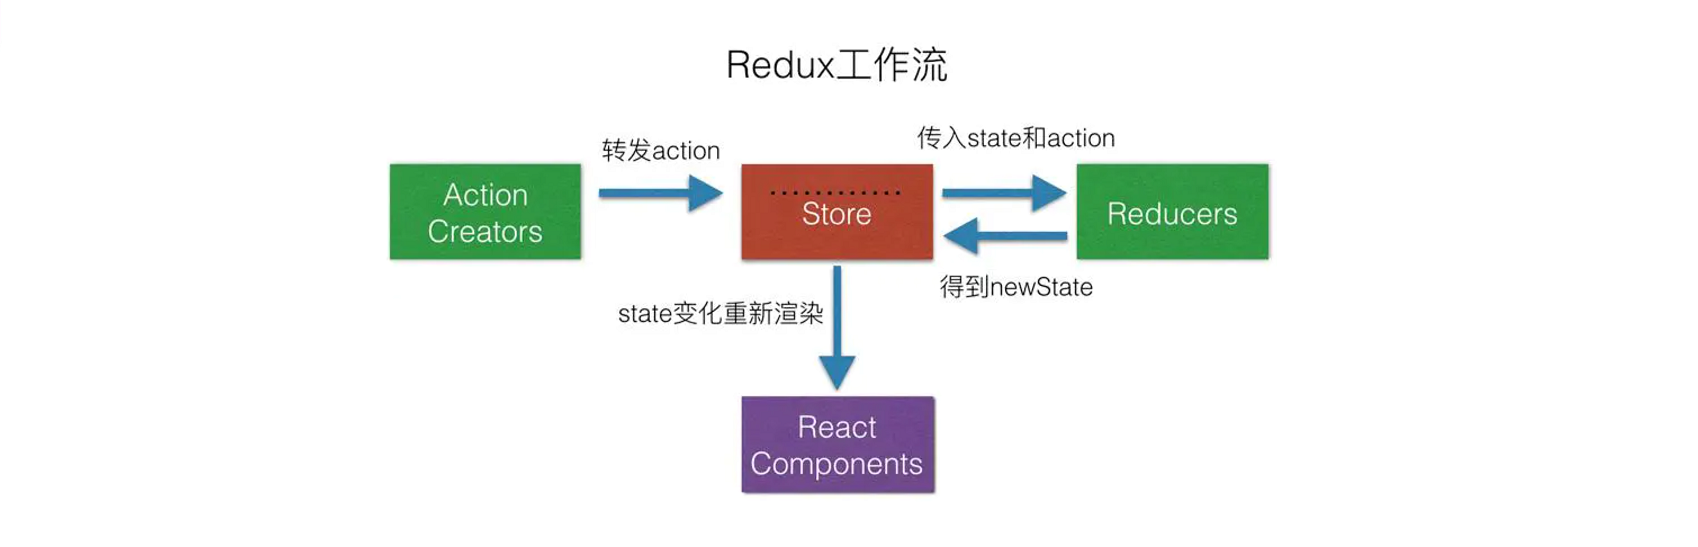 Redux工作流
转发action
传入state和action
Action
Creators
Store
Reducers
得到newState
state变化重新渲染
React
Components